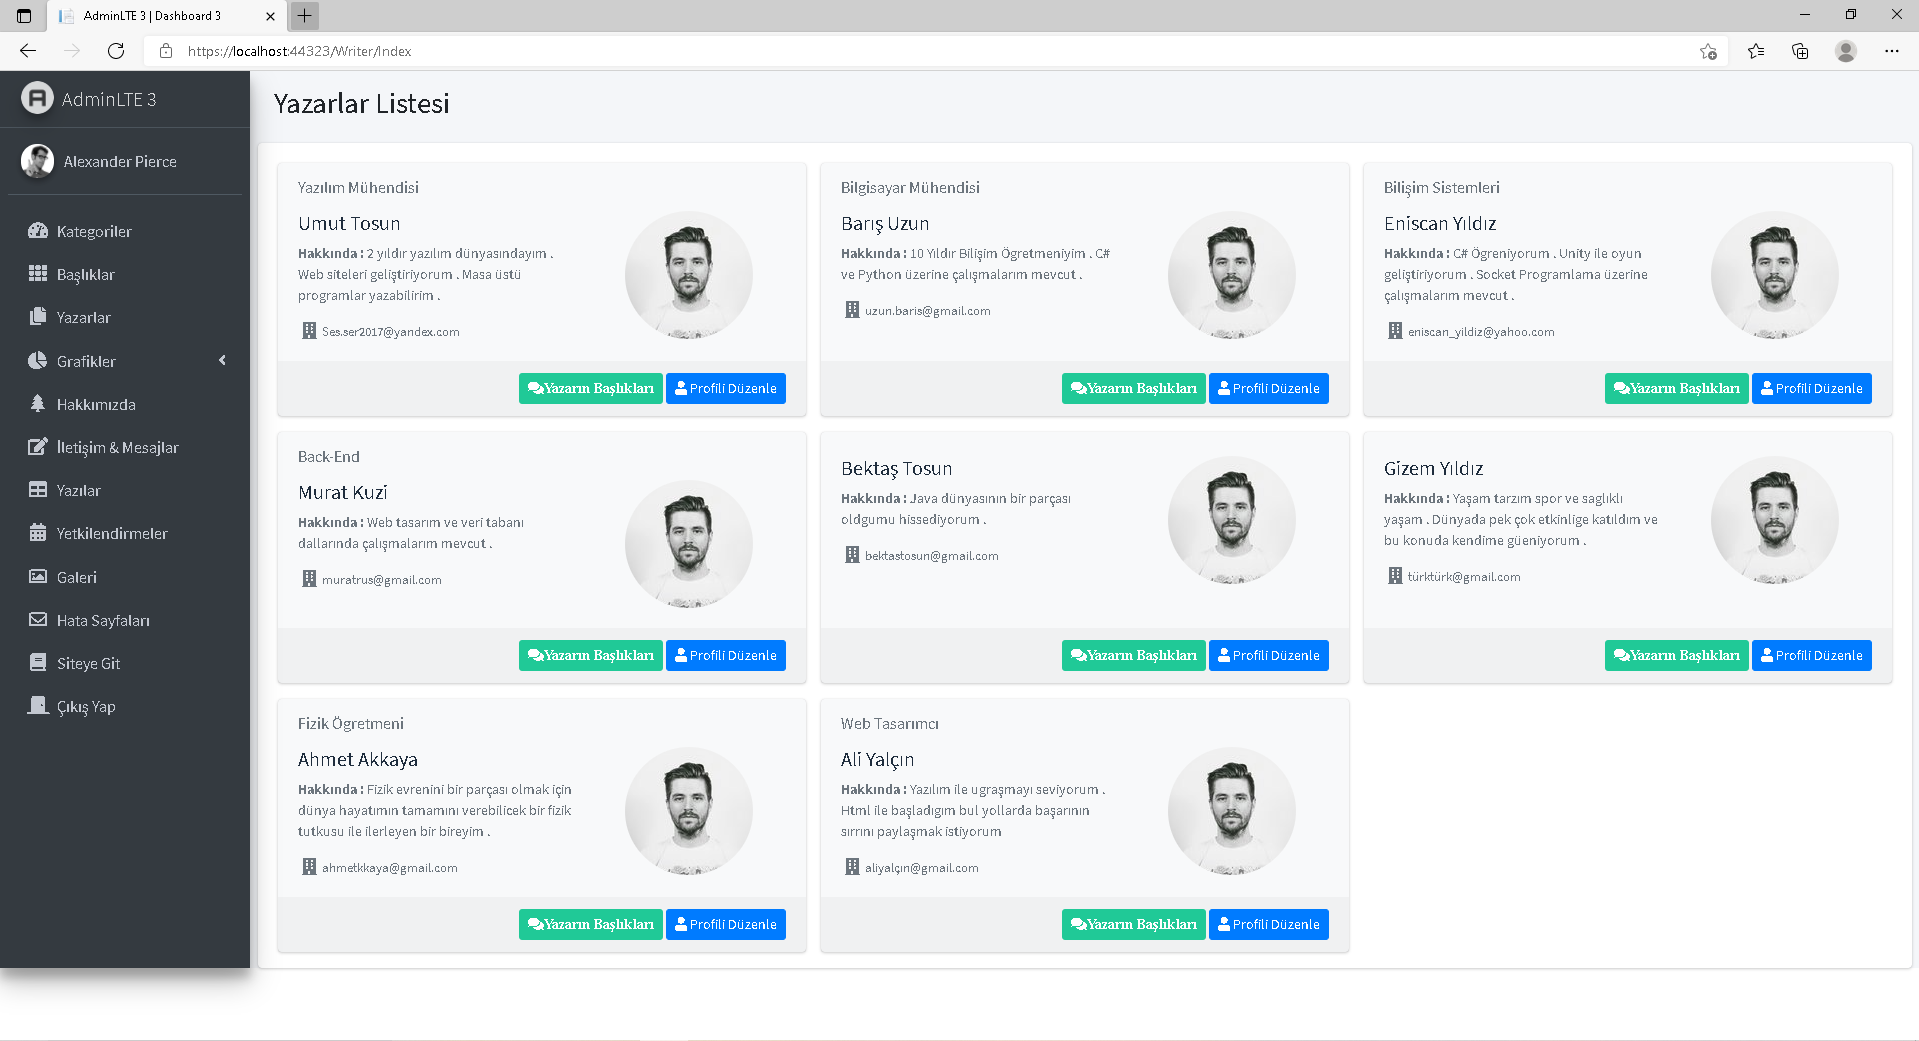 AdminLTE 3 | Dashboard 3
https://localhost:44323/Writer/Index
AdminLTE 3
Alexander Pierce
Kategoriler
Başlıklar
Yazarlar
Grafikler
Hakkımızda
İletişim & Mesajlar
Yazılar
Yetkilendirmeler
Galeri
Hata Sayfaları
Siteye Git
Çıkış Yap
Yazarlar Listesi
Yazılım Mühendisi
Umut Tosun
Hakkında : 2 yıldır yazılım dünyasındayım .
Web siteleri geliştiriyorum . Masa üstü
programlar yazabilirim .
Ses.ser2017@yandex.com
Yazarın Başlıkları Profili Düzenle
Bilgisayar Mühendisi
Barış Uzun
Hakkında : 10 Yıldır Bilişim Ögretmeniyim . C#
ve Python üzerine çalışmalarım mevcut .
uzun.baris@gmail.com
Yazarın Başlıkları Profili Düzenle
Bilişim Sistemleri
Eniscan Yıldız
Hakkında : C# Ögreniyorum . Unity ile oyun
geliştiriyorum . Socket Programlama üzerine
çalışmalarım mevcut .
eniscan_yildiz@yahoo.com
Yazarın Başlıkları Profili Düzenle
Back-End
Murat Kuzi
Hakkında : Web tasarım ve veri tabanı
dallarında çalışmalarım mevcut .
muratrus@gmail.com
Yazarın Başlıkları Profili Düzenle
Bektaş Tosun
Hakkında : Java dünyasının bir parçası
oldgumu hissediyorum .
bektastosun@gmail.com
Yazarın Başlıkları Profili Düzenle
Gizem Yıldız
Hakkında : Yaşam tarzım spor ve saglıklı
yaşam . Dünyada pek çok etkinlige katıldım ve
bu konuda kendime güeniyorum .
türktürk@gmail.com
Yazarın Başlıkları Profili Düzenle
Fizik Ögretmeni
Ahmet Akkaya
Hakkında : Fizik evrenini bir parçası olmak için
dünya hayatımın tamamını verebilicek bir fizik
tutkusu ile ilerleyen bir bireyim .
ahmetkkaya@gmail.com
Yazarın Başlıkları Profili Düzenle
Web Tasarımcı
Ali Yalçın
Hakkında : Yazılım ile ugraşmayı seviyorum .
Html ile başladıgım bul yollarda başarının
sırrını paylaşmak istiyorum
aliyalçın@gmail.com
Yazarın Başlıkları Profili Düzenle